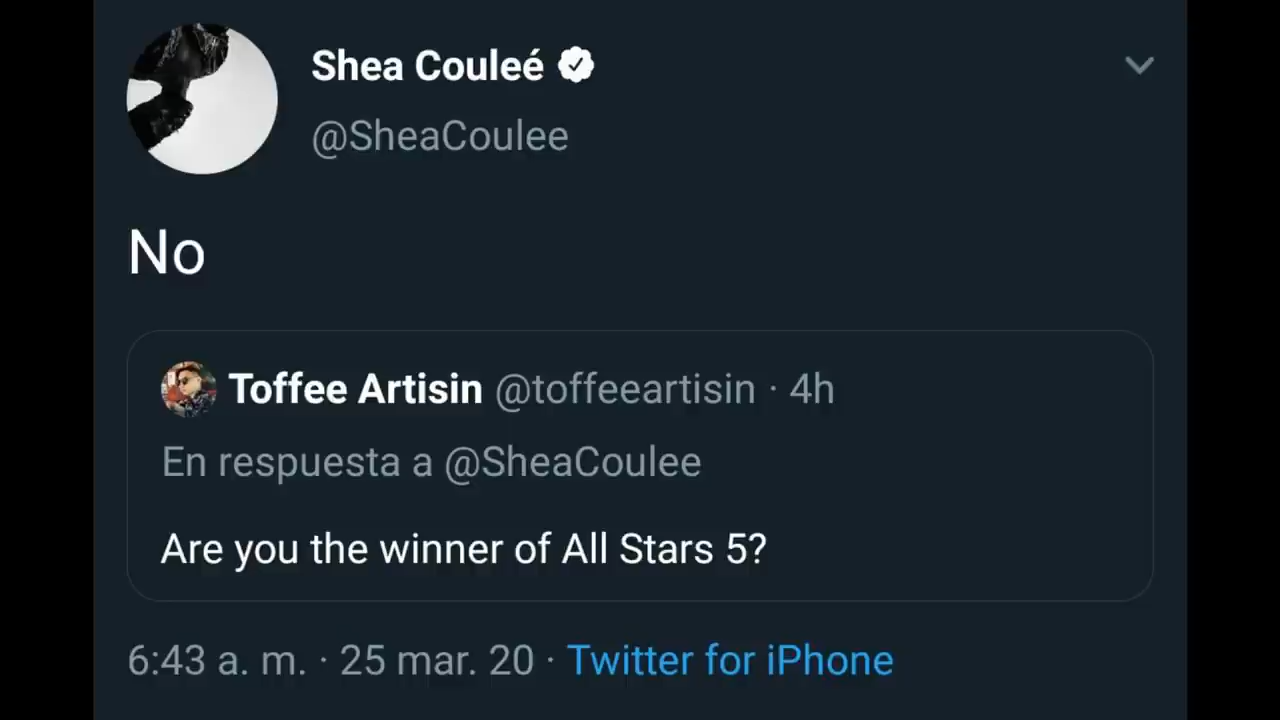 Shea Couleé
@SheaCoulee
No
Toffee Artisin @toffeeartisin · 4h
En respuesta a @SheaCoulee
Are you the winner of All Stars 5?
6:43 a. m. · 25 mar. 20 · Twitter for iPhone